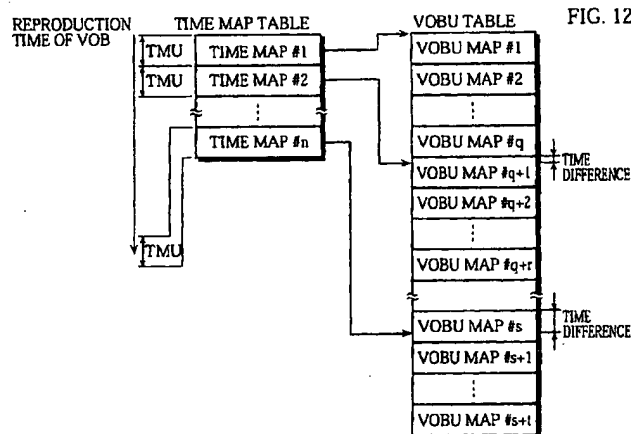 REPRODUCTION
TIME OF VOB
TIME MAP TABLE
VOBU TABLE
FIG. 12
TMU
TIME MAP #1
VOBU MAP #1
TMU
TIME MAP #2
VOBU MAP #2
TIME MAP #n
VOBU MAP #q
VOBU MAP #q+1
TIME
DIFFERENCE
VOBU MAP #q+2
TMU
VOBU MAP #q+r
VOBU MAP #s
TIME
DIFFERENCE
VOBU MAP #s+1
VOBU MAP #s+t